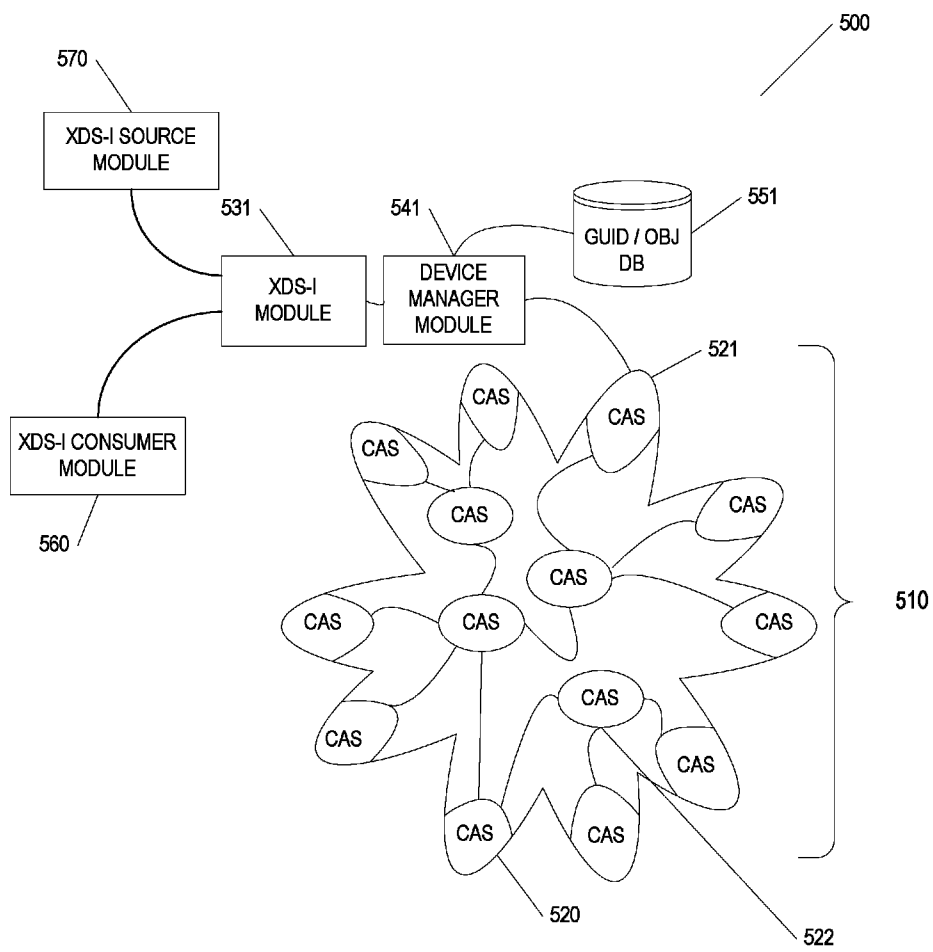 500
570
XDS-I SOURCE
MODULE
531
541
551
GUID / OBJ
DB
XDS-I
MODULE
DEVICE
MANAGER
MODULE
521
CAS
CAS
CAS
XDS-I CONSUMER
MODULE
CAS
CAS
560
CAS
510
CAS
CAS
CAS
CAS
CAS
CAS
CAS
CAS
520
522